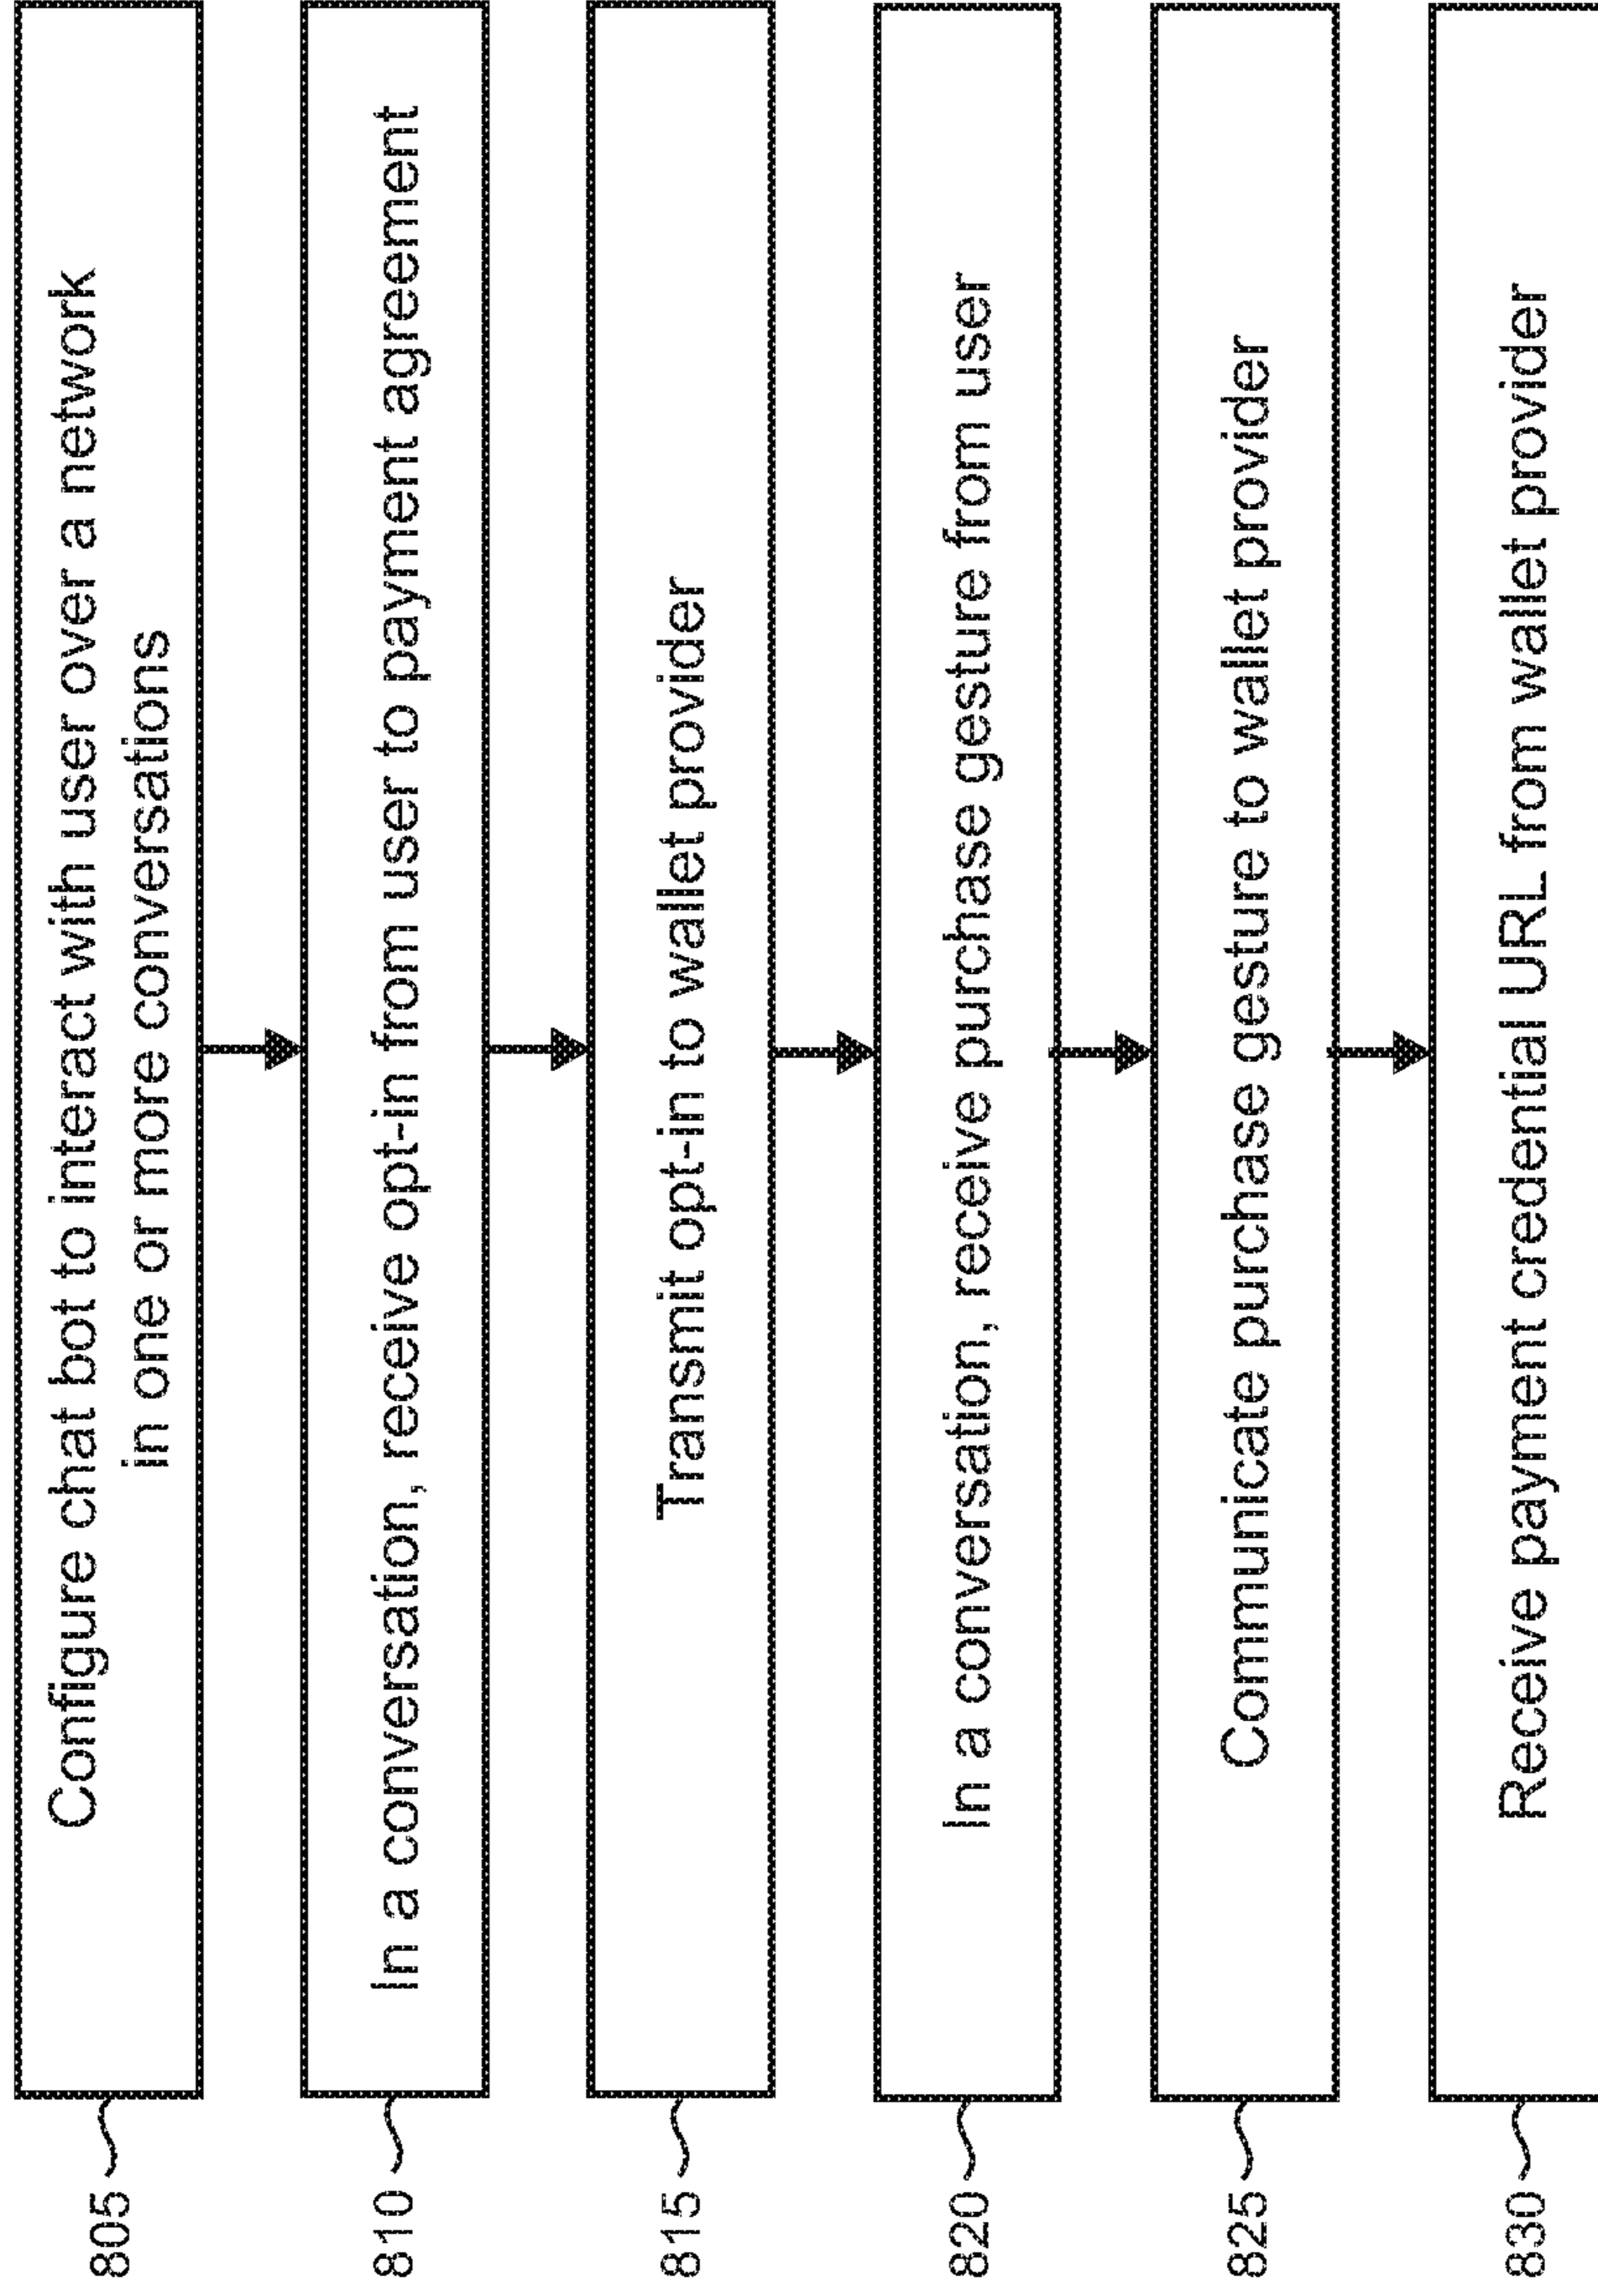 805
Configure chat bot to interact with user over a network
in one or more conversations
810
In a conversation, receive opt-in from user to payment agreement
815
Transmit opt-in to wallet provider
820
In a conversation, receive purchase gesture from user
825
Communicate purchase gesture to wallet provider
830
Receive payment credential URL from wallet provider